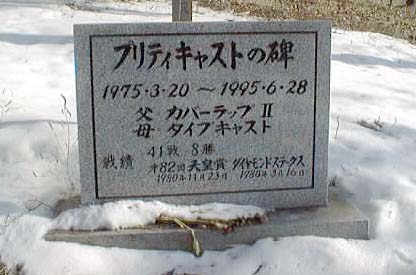 プリティキャストの碑
1975・3・20 ～ 1995・6・28
父 カバーラップⅡ
母 タイプキャスト
戦績 41戦 8勝
才82回天皇賞 ダイヤモンドステークス
1980年11月23日 1980年3月16日